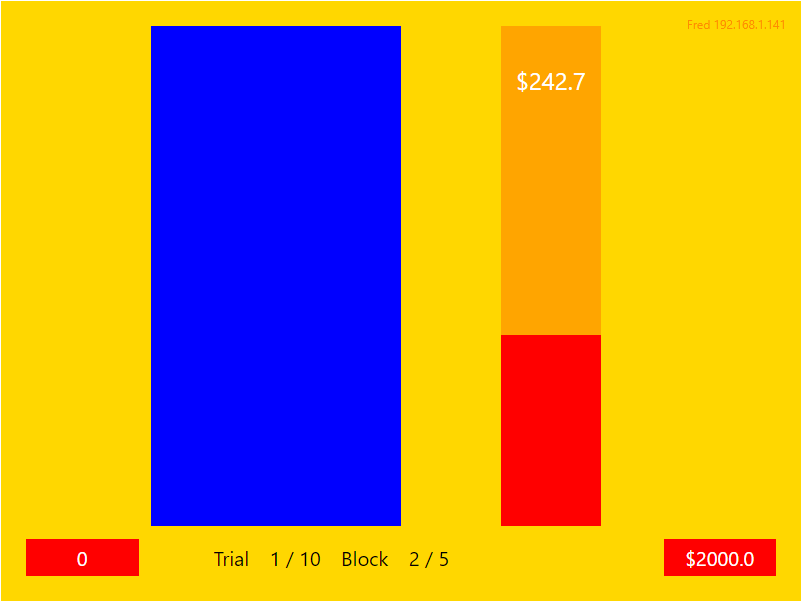 Fred 192.168.1.141
$242.7
0
Trial 1 / 10 Block 2 / 5
$2000.0